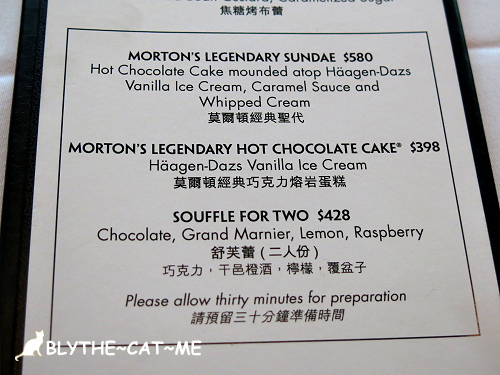 焦糖烤布蕾
MORTON'S LEGENDARY SUNDAE $580
Hot Chocolate Cake mounded atop Häagen-Dazs
Vanilla Ice Cream, Caramel Sauce and
Whipped Cream
莫爾頓經典聖代
MORTON'S LEGENDARY HOT CHOCOLATE CAKE® $398
Häagen-Dazs Vanilla Ice Cream
莫爾頓經典巧克力熔岩蛋糕
SOUFFLE FOR TWO $428
Chocolate, Grand Marnier, Lemon, Raspberry
舒芙蕾 ( 二人份 )
巧克力，干邑橙酒，檸檬，覆盆子
Please allow thirty minutes for preparation
請預留三十分鐘準備時間
BLYTHE~CAT~ME